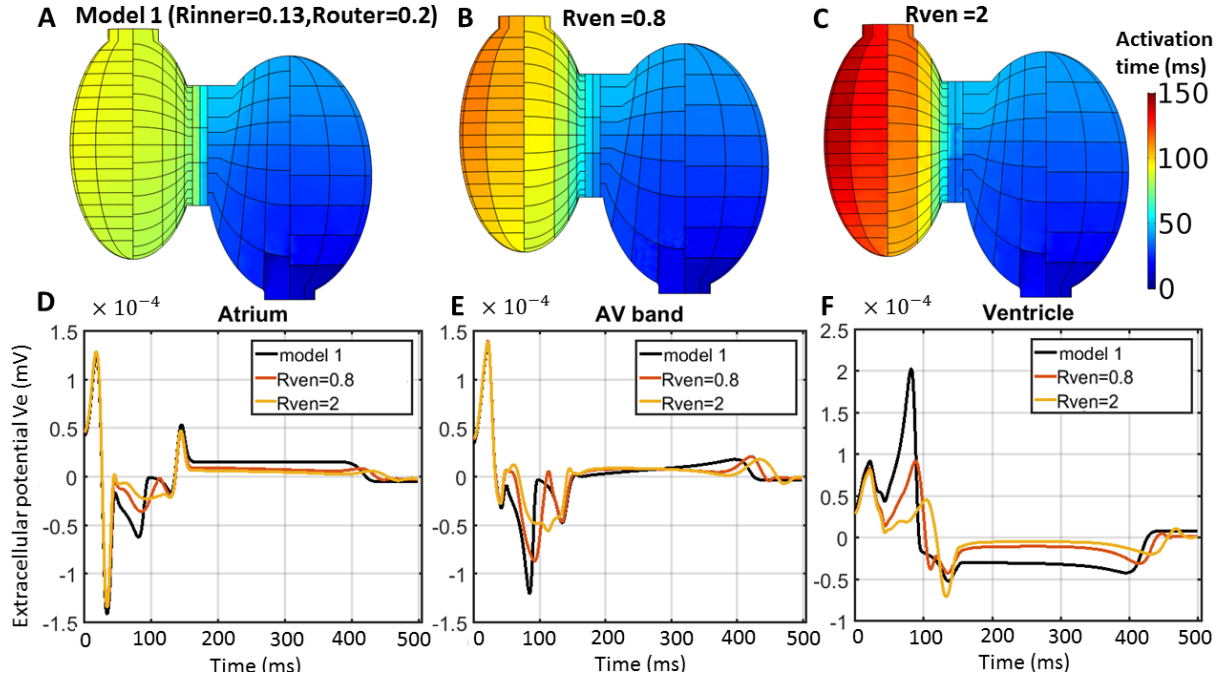 A Model 1 (Rinner=0.13,Router=0.2)
B Rven =0.8
C Rven =2
Activation
time (ms)
150
100
50
0
D × 10⁻⁴ Atrium
E × 10⁻⁴ AV band
F × 10⁻⁴ Ventricle
Extracellular potential Ve (mV)
1.5
1
0.5
0
-0.5
-1
-1.5
model 1
Rven=0.8
Rven=2
0 100 200 300 400 500
Time (ms)
1.5
1
0.5
0
-0.5
-1
-1.5
model 1
Rven=0.8
Rven=2
0 100 200 300 400 500
Time (ms)
2.5
2.0
1.5
1.0
0.5
0
-0.5
-1
model 1
Rven=0.8
Rven=2
0 100 200 300 400 500
Time (ms)